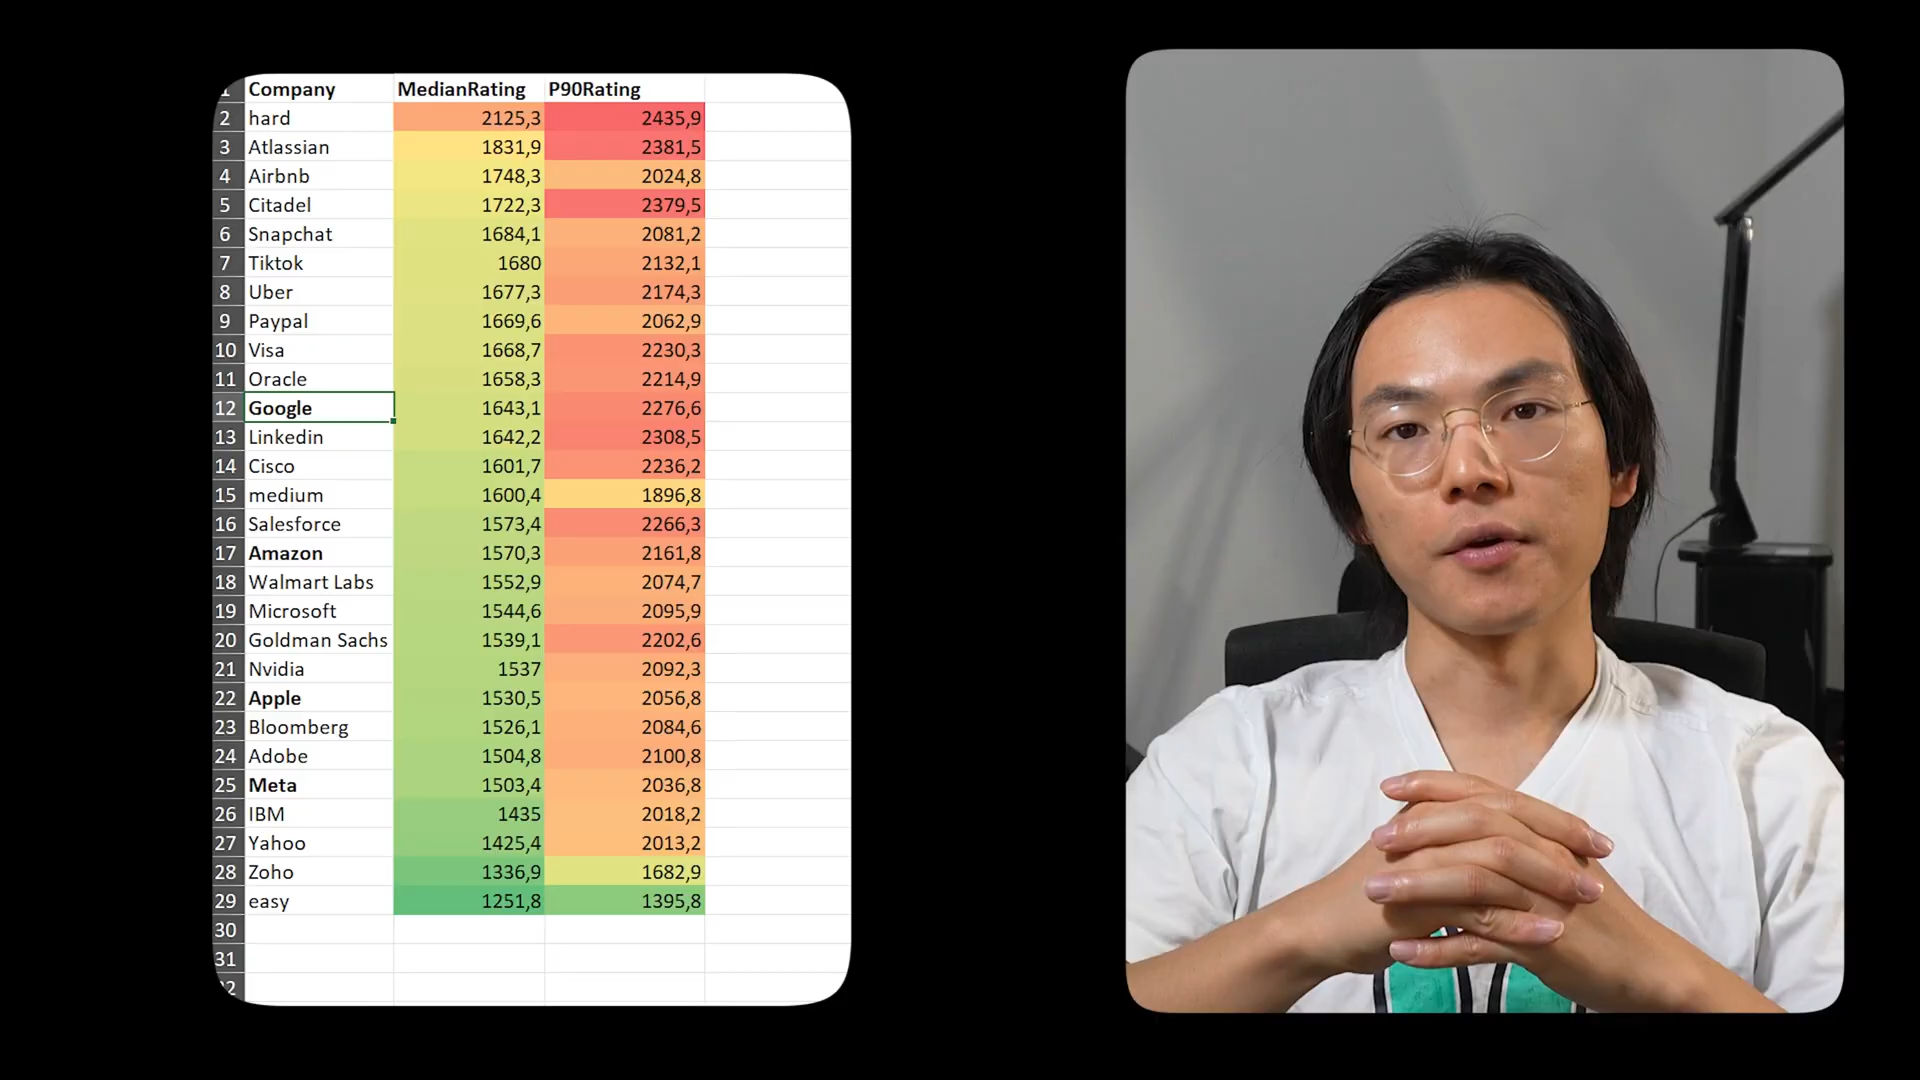 1 Company MedianRating P90Rating
2 hard 2125,3 2435,9
3 Atlassian 1831,9 2381,5
4 Airbnb 1748,3 2024,8
5 Citadel 1722,3 2379,5
6 Snapchat 1684,1 2081,2
7 Tiktok 1680 2132,1
8 Uber 1677,3 2174,3
9 Paypal 1669,6 2062,9
10 Visa 1668,7 2230,3
11 Oracle 1658,3 2214,9
12 Google 1643,1 2276,6
13 Linkedin 1642,2 2308,5
14 Cisco 1601,7 2236,2
15 medium 1600,4 1896,8
16 Salesforce 1573,4 2266,3
17 Amazon 1570,3 2161,8
18 Walmart Labs 1552,9 2074,7
19 Microsoft 1544,6 2095,9
20 Goldman Sachs 1539,1 2202,6
21 Nvidia 1537 2092,3
22 Apple 1530,5 2056,8
23 Bloomberg 1526,1 2084,6
24 Adobe 1504,8 2100,8
25 Meta 1503,4 2036,8
26 IBM 1435 2018,2
27 Yahoo 1425,4 2013,2
28 Zoho 1336,9 1682,9
29 easy 1251,8 1395,8
30
31